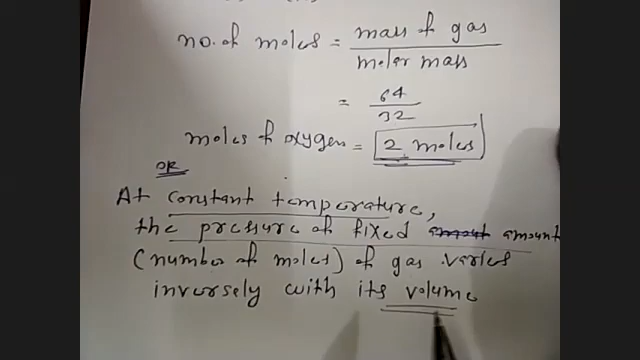 no. of moles = mass of gas / molar mass
= 64 / 32
moles of oxygen = 2 moles
OR
At constant temperature,
the pressure of fixed amount amount
(number of moles) of gas varies
inversely with its volume